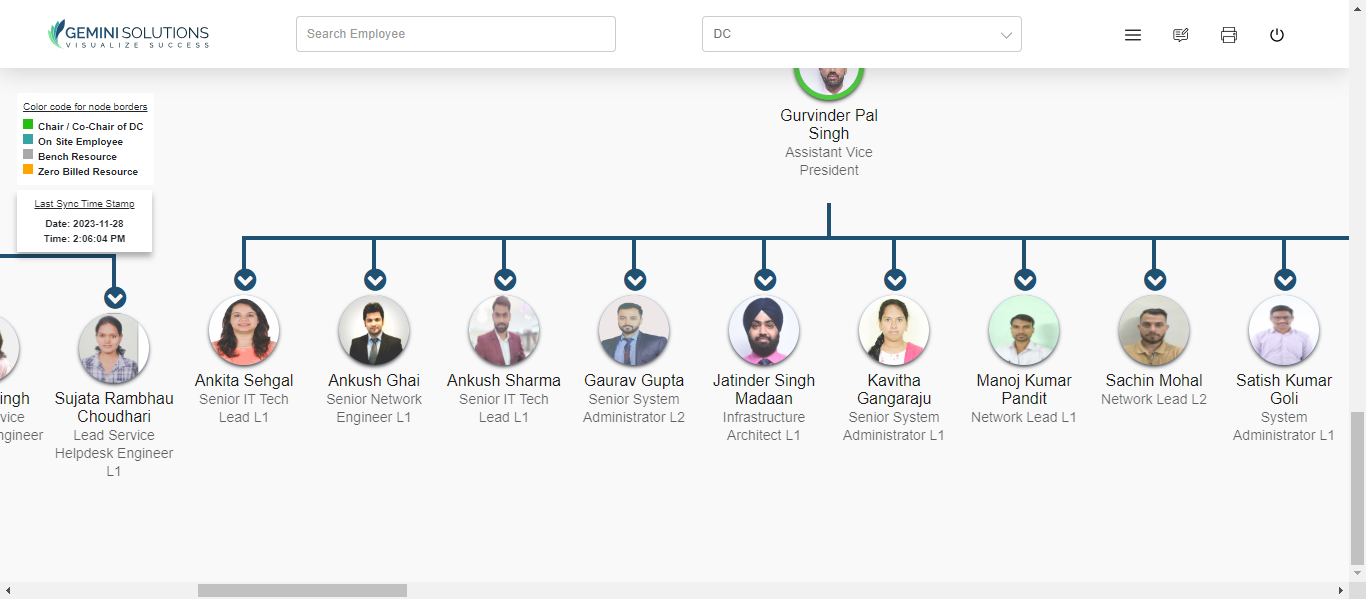 GEMINI SOLUTIONS
VISUALIZE SUCCESS
Search Employee
DC
Color code for node borders
Chair / Co-Chair of DC
On Site Employee
Bench Resource
Zero Billed Resource
Last Sync Time Stamp
Date: 2023-11-28
Time: 2:06:04 PM
Gurvinder Pal
Singh
Assistant Vice
President
ingh
vice
ngineer
Sujata Rambhau
Choudhari
Lead Service
Helpdesk Engineer
L1
Ankita Sehgal
Senior IT Tech
Lead L1
Ankush Ghai
Senior Network
Engineer L1
Ankush Sharma
Senior IT Tech
Lead L1
Gaurav Gupta
Senior System
Administrator L2
Jatinder Singh
Madaan
Infrastructure
Architect L1
Kavitha
Gangaraju
Senior System
Administrator L1
Manoj Kumar
Pandit
Network Lead L1
Sachin Mohal
Network Lead L2
Satish Kumar
Goli
System
Administrator L1